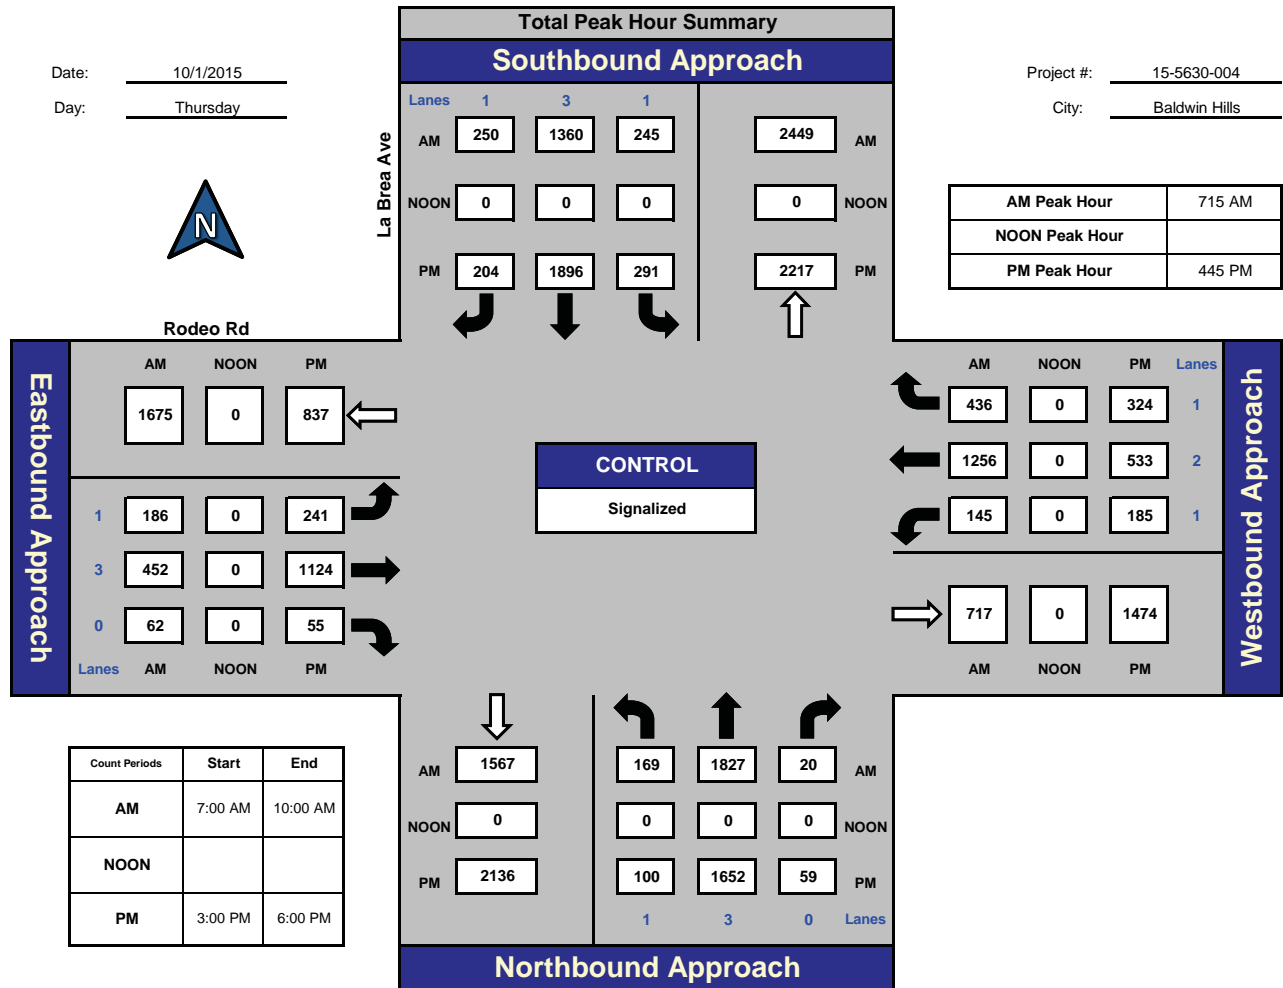 Total Peak Hour Summary
Southbound Approach
Date: 10/1/2015
Day: Thursday
Project #: 15-5630-004
City: Baldwin Hills
N
La Brea Ave
Lanes 1 3 1
AM 250 1360 245 2449 AM
NOON 0 0 0 0 NOON
PM 204 1896 291 2217 PM
AM Peak Hour 715 AM
NOON Peak Hour
PM Peak Hour 445 PM
Rodeo Rd
Eastbound Approach
AM NOON PM
1675 0 837
1 186 0 241
3 452 0 1124
0 62 0 55
Lanes AM NOON PM
CONTROL
Signalized
AM NOON PM Lanes
436 0 324 1
1256 0 533 2
145 0 185 1
717 0 1474
AM NOON PM
Westbound Approach
Count Periods Start End
AM 7:00 AM 10:00 AM
NOON
PM 3:00 PM 6:00 PM
AM 1567 169 1827 20 AM
NOON 0 0 0 0 NOON
PM 2136 100 1652 59 PM
1 3 0 Lanes
Northbound Approach